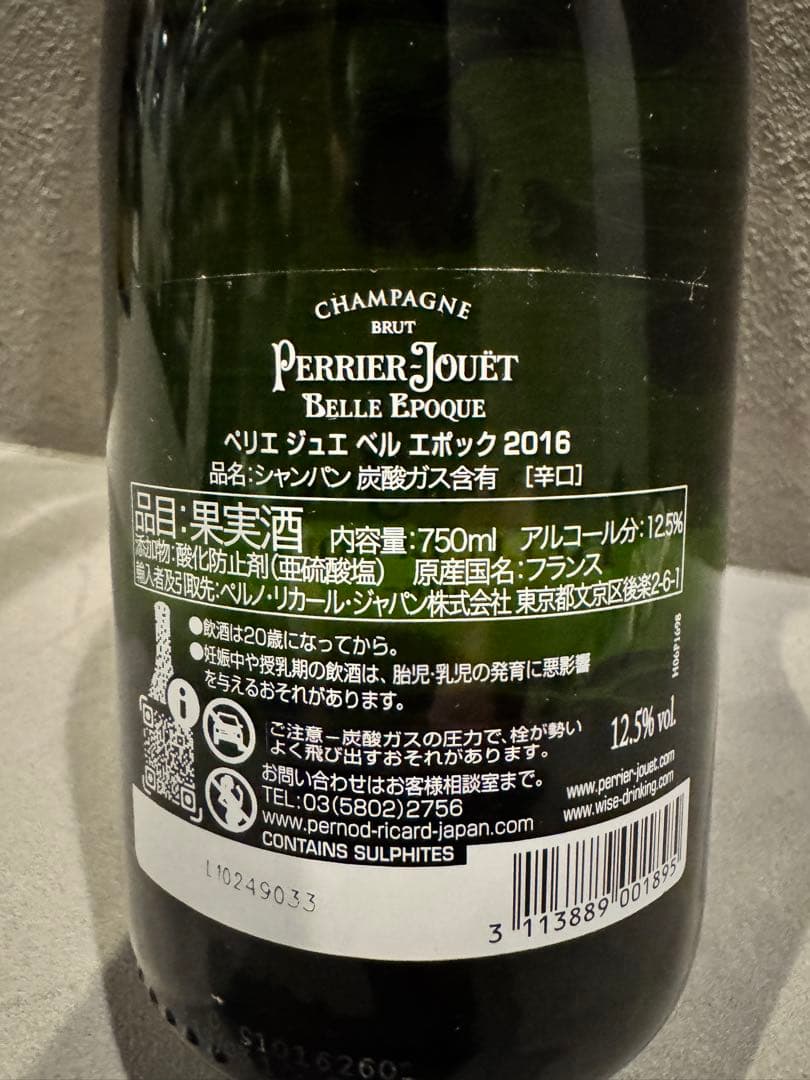 CHAMPAGNE
BRUT
PERRIER-JOUËT
BELLE EPOQUE
ペリエ ジュエ ベル エポック 2016
品名:シャンパン 炭酸ガス含有 [辛口]
品目:果実酒 内容量:750ml アルコール分:12.5%
添加物:酸化防止剤(亜硫酸塩) 原産国名:フランス
輸入者及引取先:ペルノ・リカール・ジャパン株式会社 東京都文京区後楽2-6-1
●飲酒は20歳になってから。
●妊娠中や授乳期の飲酒は、胎児・乳児の発育に悪影響
を与えるおそれがあります。
H06P1698
ご注意－炭酸ガスの圧力で、栓が勢い
よく飛び出すおそれがあります。
12.5% vol.
お問い合わせはお客様相談室まで。
TEL:03(5802)2756
www.pernod-ricard-japan.com
www.perrier-jouet.com
www.wise-drinking.com
CONTAINS SULPHITES
L10249033
3 113889 001895